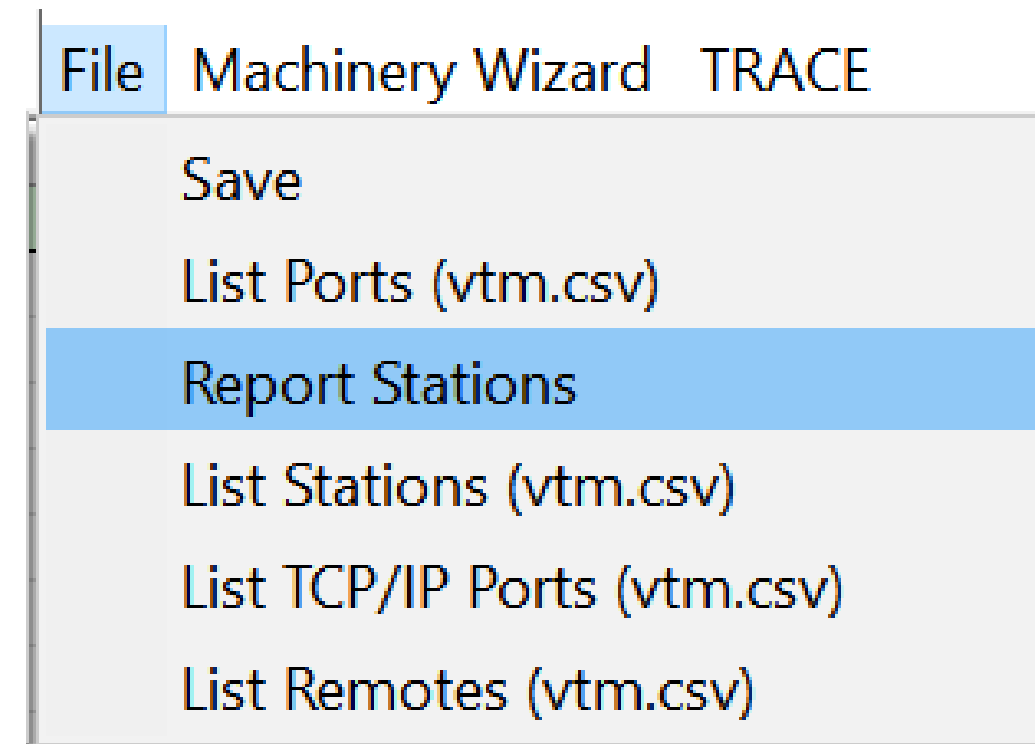 File Machinery Wizard TRACE
Save
List Ports (vtm.csv)
Report Stations
List Stations (vtm.csv)
List TCP/IP Ports (vtm.csv)
List Remotes (vtm.csv)